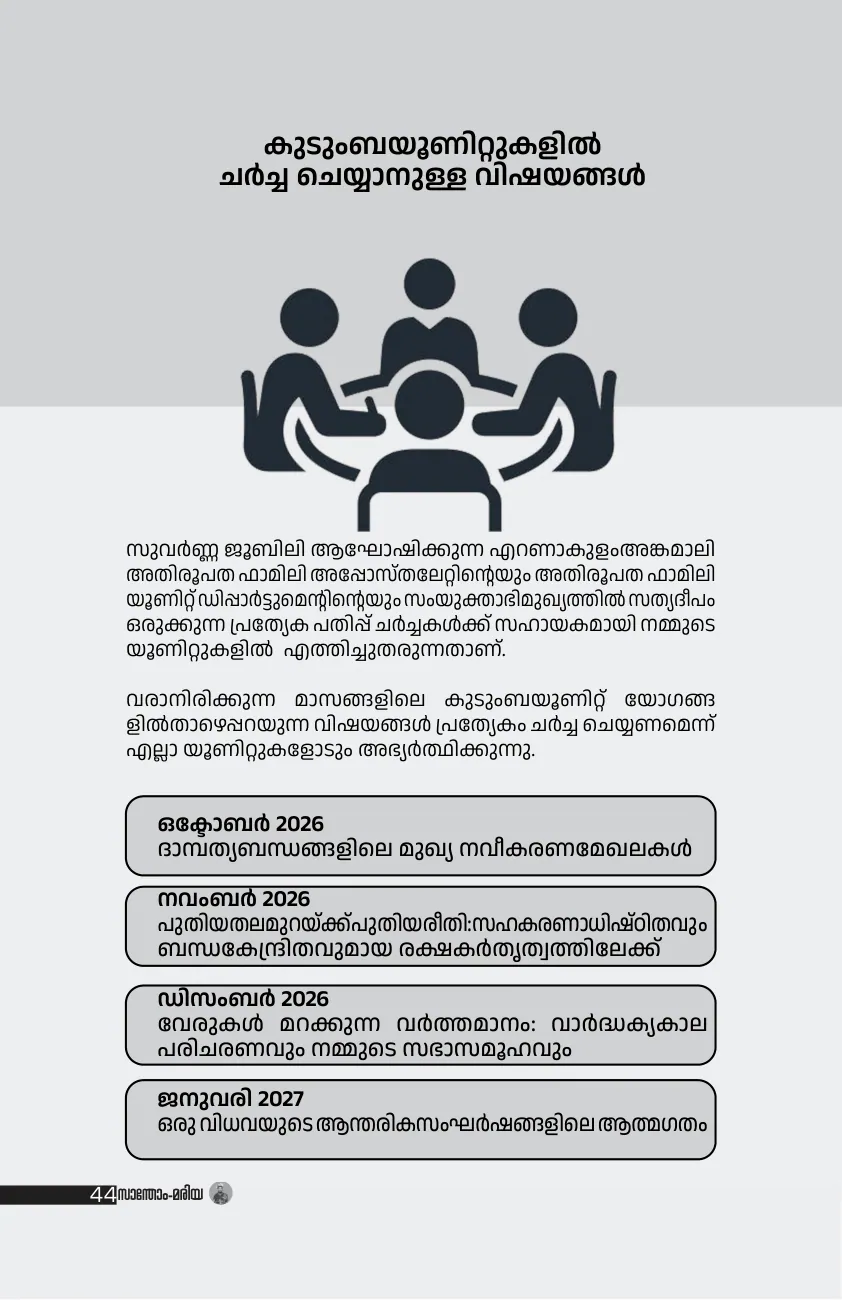 കുടുംബയൂണിറ്റുകളിൽ
ചർച്ച ചെയ്യാനുള്ള വിഷയങ്ങൾ
സുവർണ്ണ ജൂബിലി ആഘോഷിക്കുന്ന എറണാകുളംഅങ്കമാലി
അതിരൂപത ഫാമിലി അപ്പോസ്തലേറ്റിന്റെയും അതിരൂപത ഫാമിലി
യൂണിറ്റ് ഡിപ്പാർട്ടുമെന്റിന്റെയും സംയുക്താഭിമുഖ്യത്തിൽ സത്യദീപം
ഒരുക്കുന്ന പ്രത്യേക പതിപ്പ് ചർച്ചകൾക്ക് സഹായകമായി നമ്മുടെ
യൂണിറ്റുകളിൽ എത്തിച്ചുതരുന്നതാണ്.
വരാനിരിക്കുന്ന മാസങ്ങളിലെ കുടുംബയൂണിറ്റ് യോഗങ്ങ
ളിൽതാഴെപ്പറയുന്ന വിഷയങ്ങൾ പ്രത്യേകം ചർച്ച ചെയ്യണമെന്ന്
എല്ലാ യൂണിറ്റുകളോടും അഭ്യർത്ഥിക്കുന്നു.
ഒക്ടോബർ 2026
ദാമ്പത്യബന്ധങ്ങളിലെ മുഖ്യ നവീകരണമേഖലകൾ
നവംബർ 2026
പുതിയതലമുറയ്ക്ക്പുതിയരീതി:സഹകരണാധിഷ്ഠിതവും
ബന്ധകേന്ദ്രിതവുമായ രക്ഷകർതൃത്വത്തിലേക്ക്
ഡിസംബർ 2026
വേരുകൾ മറക്കുന്ന വർത്തമാനം: വാർദ്ധക്യകാല
പരിചരണവും നമ്മുടെ സഭാസമൂഹവും
ജനുവരി 2027
ഒരു വിധവയുടെ ആന്തരികസംഘർഷങ്ങളിലെ ആത്മഗതം
44 സാന്തോം-മരിയ